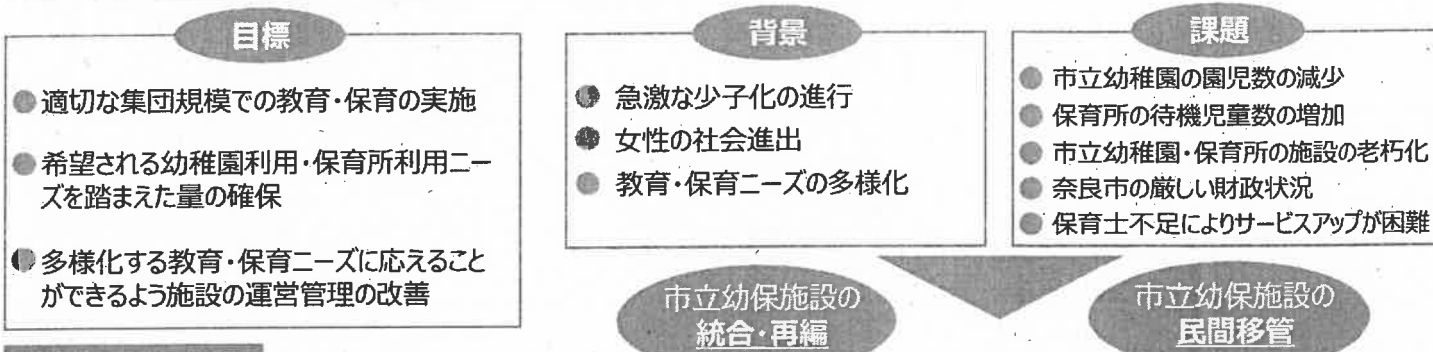 目標
●適切な集団規模での教育・保育の実施
●希望される幼稚園利用・保育所利用ニー
ズを踏まえた量の確保
●多様化する教育・保育ニーズに応えること
ができるよう施設の運営管理の改善
背景
● 急激な少子化の進行
● 女性の社会進出
● 教育・保育ニーズの多様化
課題
● 市立幼稚園の園児数の減少
● 保育所の待機児童数の増加
● 市立幼稚園・保育所の施設の老朽化
● 奈良市の厳しい財政状況
● 保育士不足によりサービスアップが困難
市立幼保施設の
統合・再編
市立幼保施設の
民間移管